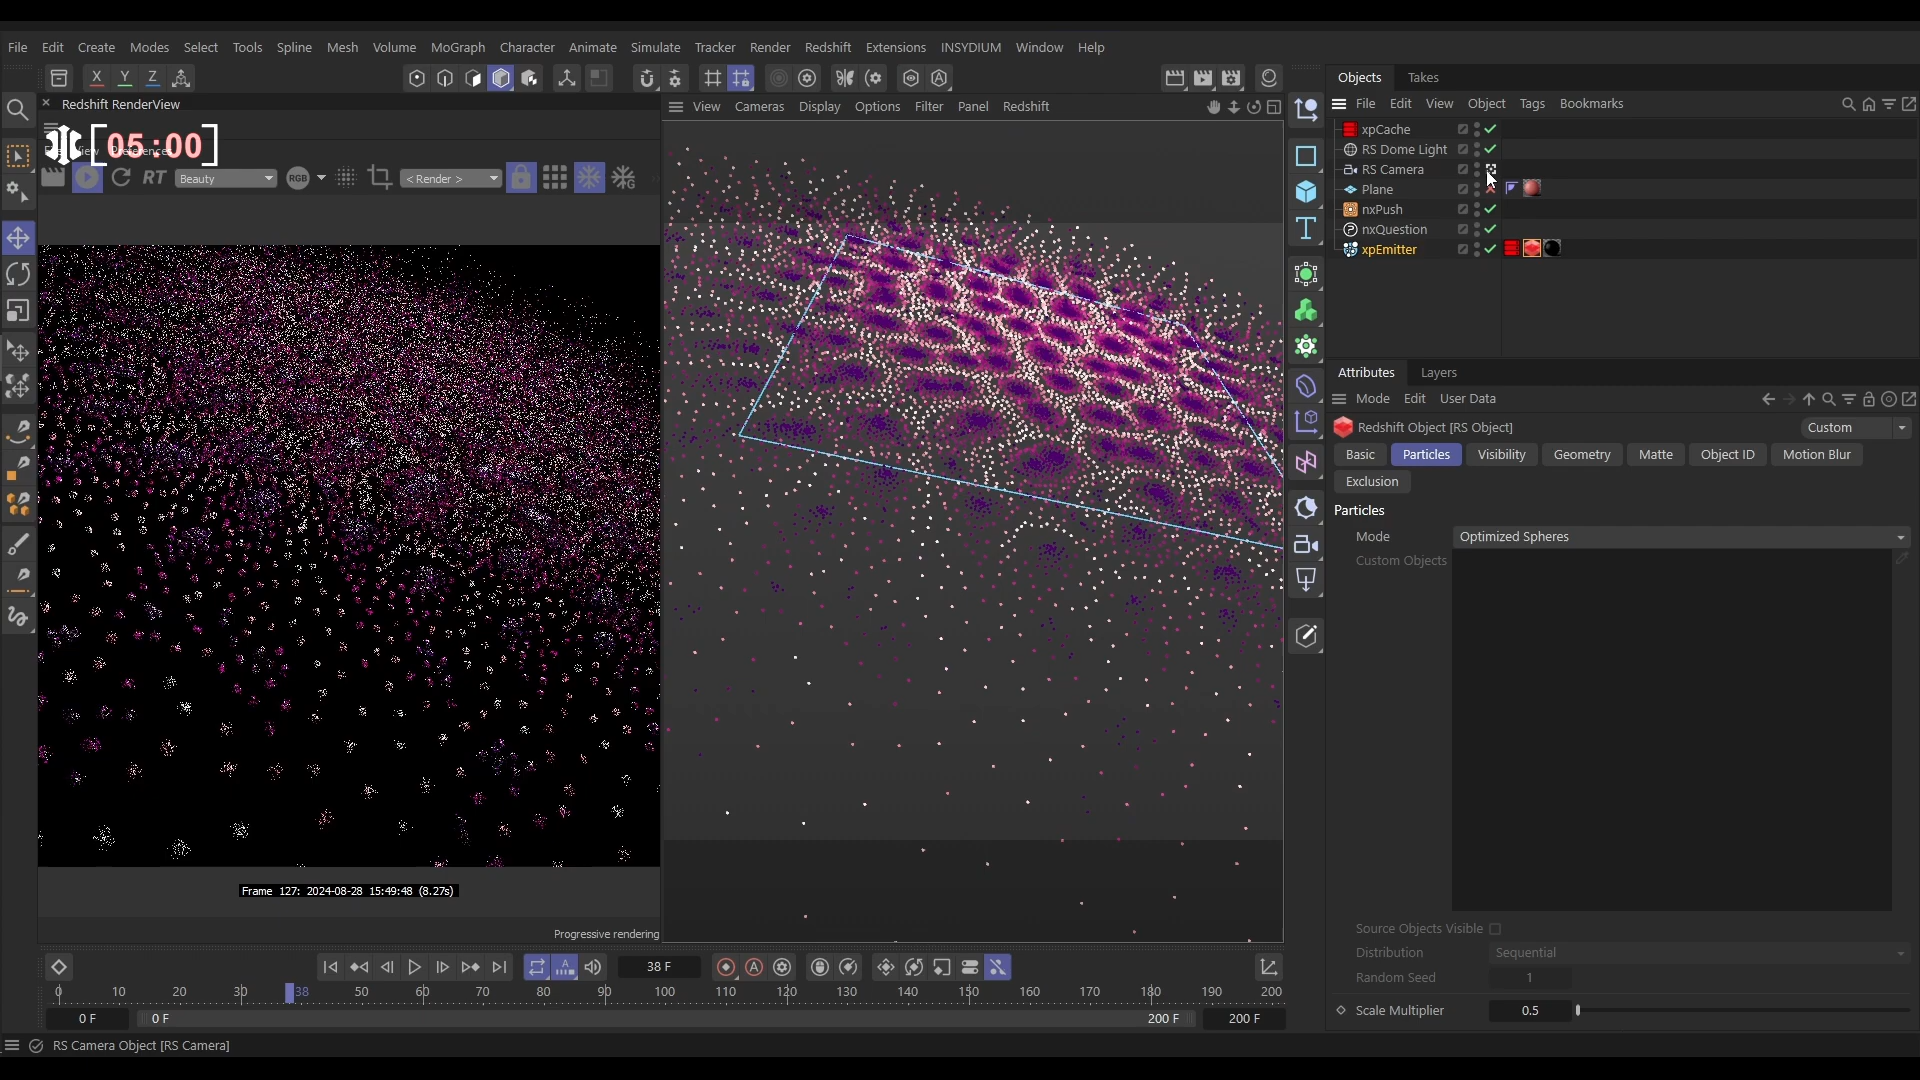 File Edit Create Modes Select Tools Spline Mesh Volume MoGraph Character Animate Simulate Tracker Render Redshift Extensions INSYDIUM Window Help
X Y Z
Redshift RenderView
[05:00]
Preferences
RT Beauty RGB < Render >
View Cameras Display Options Filter Panel Redshift
Frame 127: 2024-08-28 15:49:48 (8.27s)
Progressive rendering
38 F
0 10 20 30 38 50 60 70 80 90 100 110 120 130 140 150 160 170 180 190 200
0 F 0 F 200 F 200 F
RS Camera Object [RS Camera]
Objects Takes
File Edit View Object Tags Bookmarks
xpCache
RS Dome Light
RS Camera
Plane
nxPush
nxQuestion
xpEmitter
Attributes Layers
Mode Edit User Data
Redshift Object [RS Object] Custom
Basic Particles Visibility Geometry Matte Object ID Motion Blur
Exclusion
Particles
Mode Optimized Spheres
Custom Objects
Source Objects Visible
Distribution Sequential
Random Seed 1
Scale Multiplier 0.5